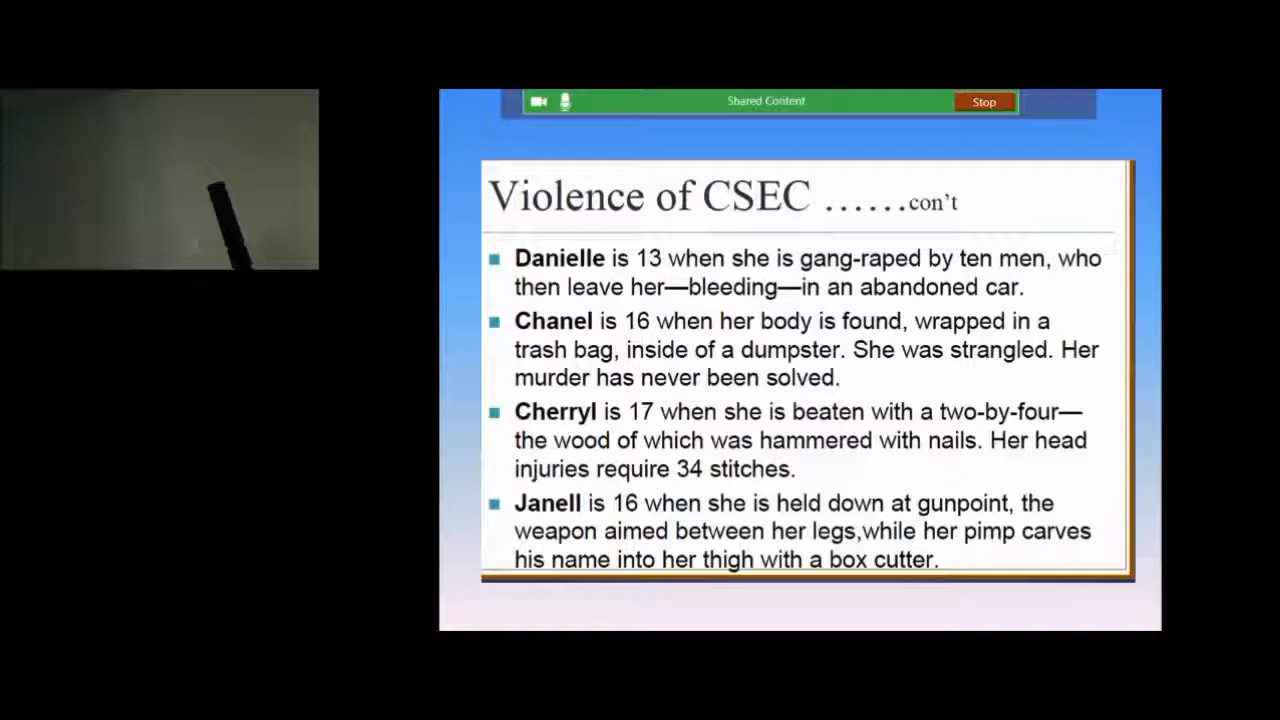 Shared Content
Stop
Violence of CSEC ......con't
Danielle is 13 when she is gang-raped by ten men, who
then leave her—bleeding—in an abandoned car.
Chanel is 16 when her body is found, wrapped in a
trash bag, inside of a dumpster. She was strangled. Her
murder has never been solved.
Cherryl is 17 when she is beaten with a two-by-four—
the wood of which was hammered with nails. Her head
injuries require 34 stitches.
Janell is 16 when she is held down at gunpoint, the
weapon aimed between her legs,while her pimp carves
his name into her thigh with a box cutter.